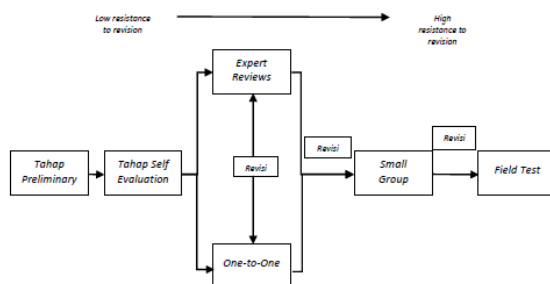 Low resistance
to revision
High
resistance to
revision
Expert
Reviews
Revisi
Revisi
Tahap
Preliminary
Tahap Self
Evaluation
Revisi
Small
Group
Field Test
One-to-One